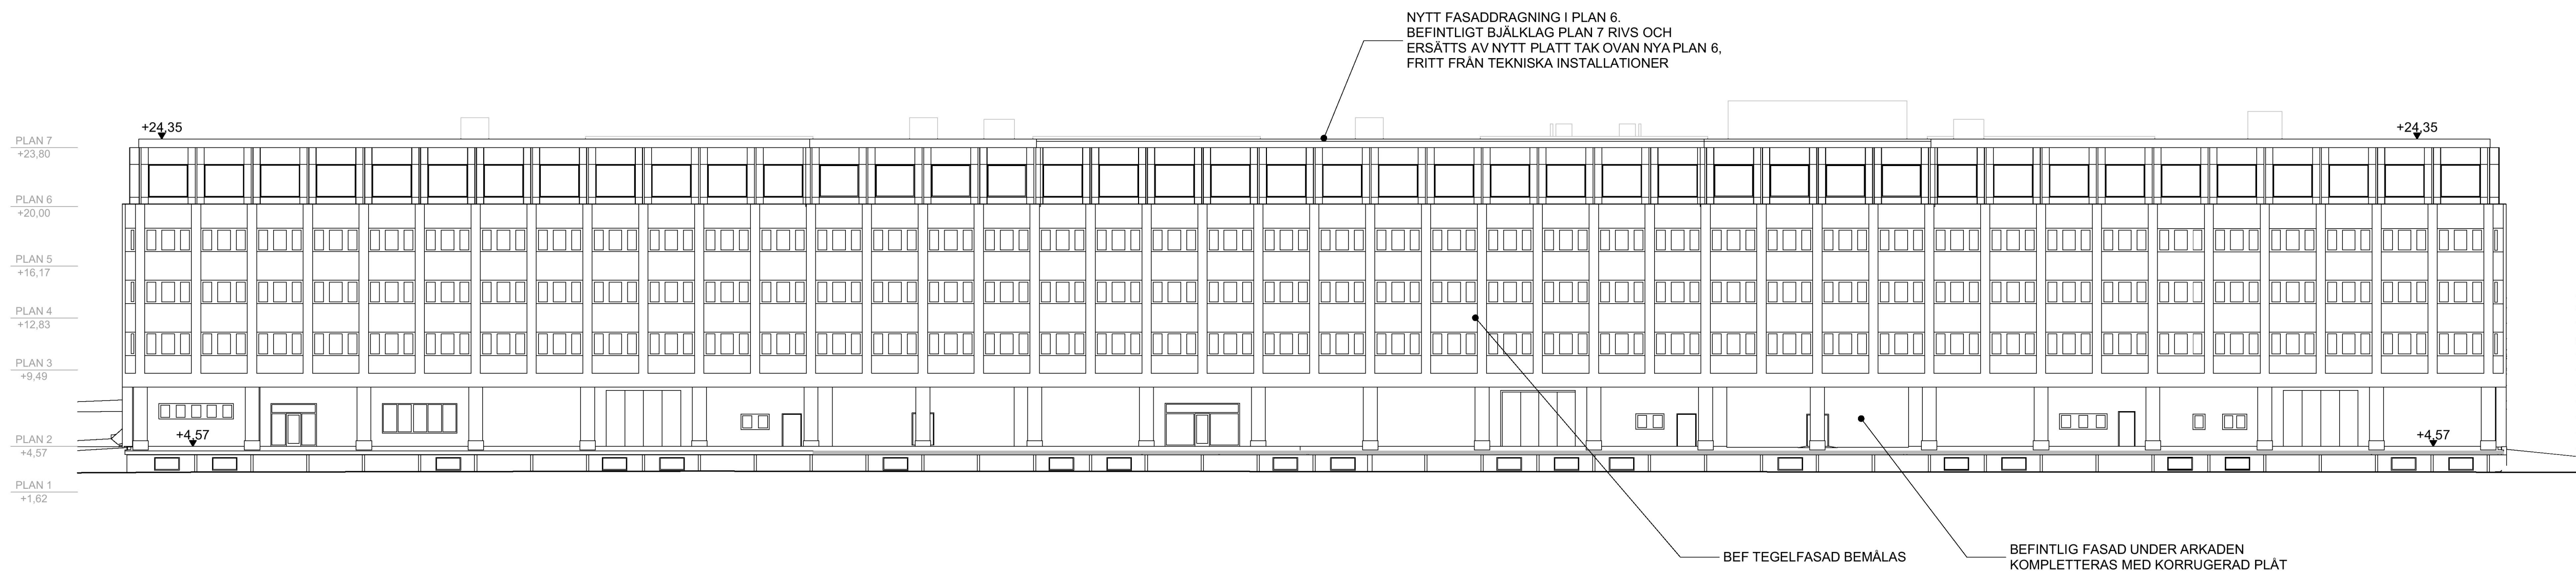 NYTT FASADDRAGNING I PLAN 6.
BEFINTLIGT BJÄLKLAG PLAN 7 RIVS OCH
ERSÄTTS AV NYTT PLATT TAK OVAN NYA PLAN 6,
FRITT FRÅN TEKNISKA INSTALLATIONER
+24,35
+24,35
PLAN 7
+23,80
PLAN 6
+20,00
PLAN 5
+16,17
PLAN 4
+12,83
PLAN 3
+9,49
+4,57
+4,57
PLAN 2
+4,57
PLAN 1
+1,62
BEF TEGELFASAD BEMÅLAS
BEFINTLIG FASAD UNDER ARKADEN
KOMPLETTERAS MED KORRUGERAD PLÅT